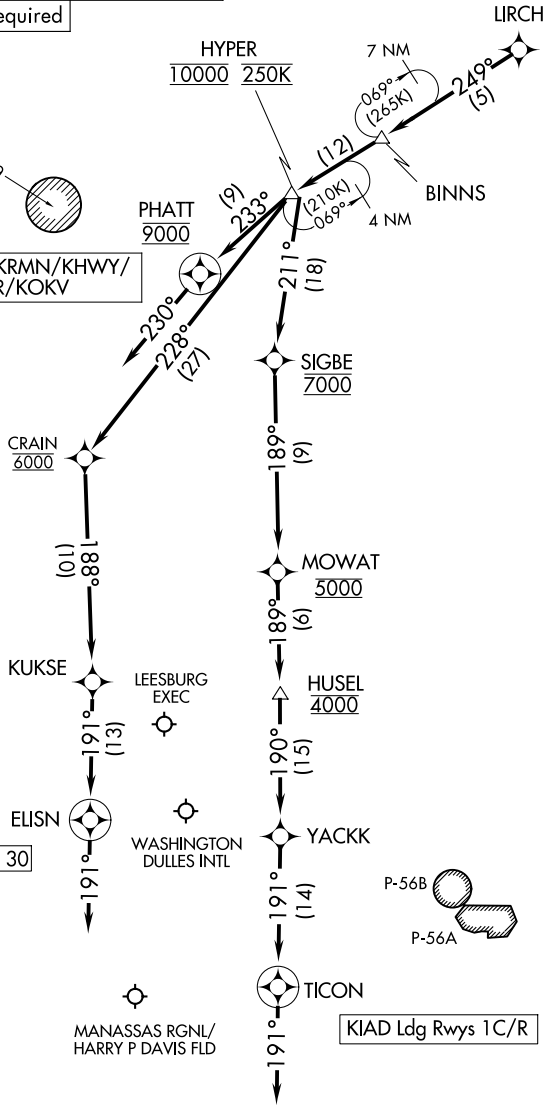 equired
LIRCH
HYPER
10000 250K
7 NM
249°
(5)
069°
(265K)
(12)
BINNS
(210K)
069°
4 NM
(9)
233°
PHATT
9000
KRMN/KHWY/
R/KOKV
211°
(18)
230°
228°
(27)
SIGBE
7000
CRAIN
6000
189°
(9)
188°
(10)
MOWAT
5000
189°
(6)
KUKSE
LEESBURG
EXEC
HUSEL
4000
191°
(13)
190°
(15)
ELISN
WASHINGTON
DULLES INTL
YACKK
30
191°
191°
(14)
P-56B
P-56A
TICON
MANASSAS RGNL/
HARRY P DAVIS FLD
KIAD Ldg Rwys 1C/R
191°